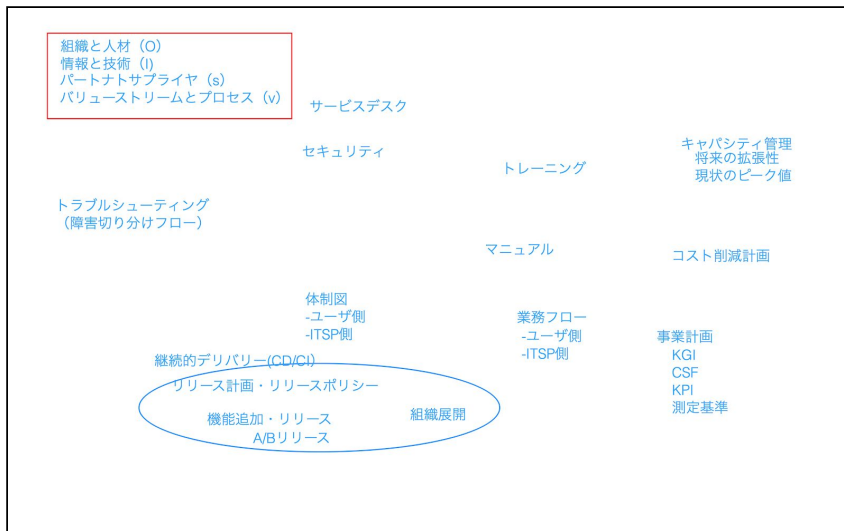 組織と人材（O）
情報と技術（I)
パートナトサプライヤ（s）
バリューストリームとプロセス（v）
サービスデスク
セキュリティ
トレーニング
キャパシティ管理
将来の拡張性
現状のピーク値
トラブルシューティング
（障害切り分けフロー）
マニュアル
コスト削減計画
体制図
-ユーザ側
-ITSP側
業務フロー
-ユーザ側
-ITSP側
事業計画
KGI
CSF
KPI
測定基準
継続的デリバリー(CD/CI）
リリース計画・リリースポリシー
機能追加・リリース
A/Bリリース
組織展開